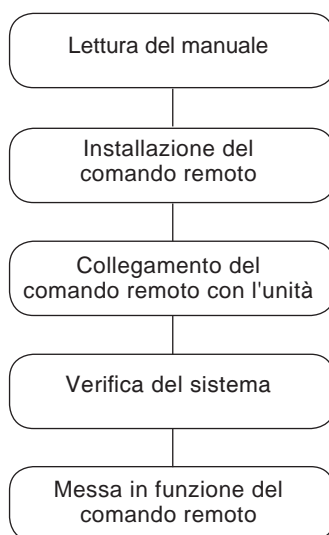 Lettura del manuale
Installazione del
comando remoto
Collegamento del
comando remoto con l'unità
Verifica del sistema
Messa in funzione del
comando remoto